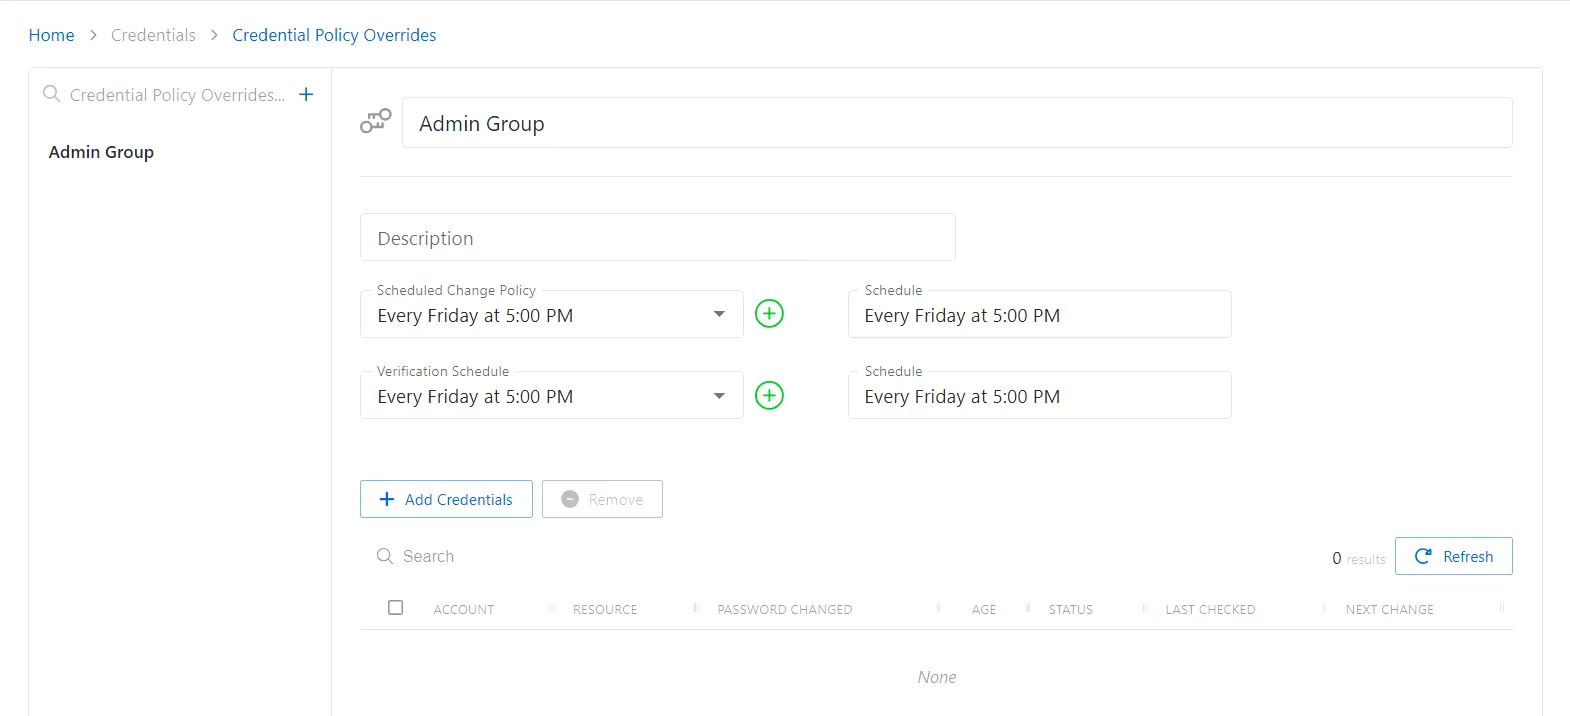 Home > Credentials > Credential Policy Overrides
Credential Policy Overrides...
Admin Group
Admin Group
Description
Scheduled Change Policy
Every Friday at 5:00 PM
Schedule
Every Friday at 5:00 PM
Verification Schedule
Every Friday at 5:00 PM
Schedule
Every Friday at 5:00 PM
Add Credentials
Remove
Search
0 results
Refresh
ACCOUNT RESOURCE PASSWORD CHANGED AGE STATUS LAST CHECKED NEXT CHANGE
None